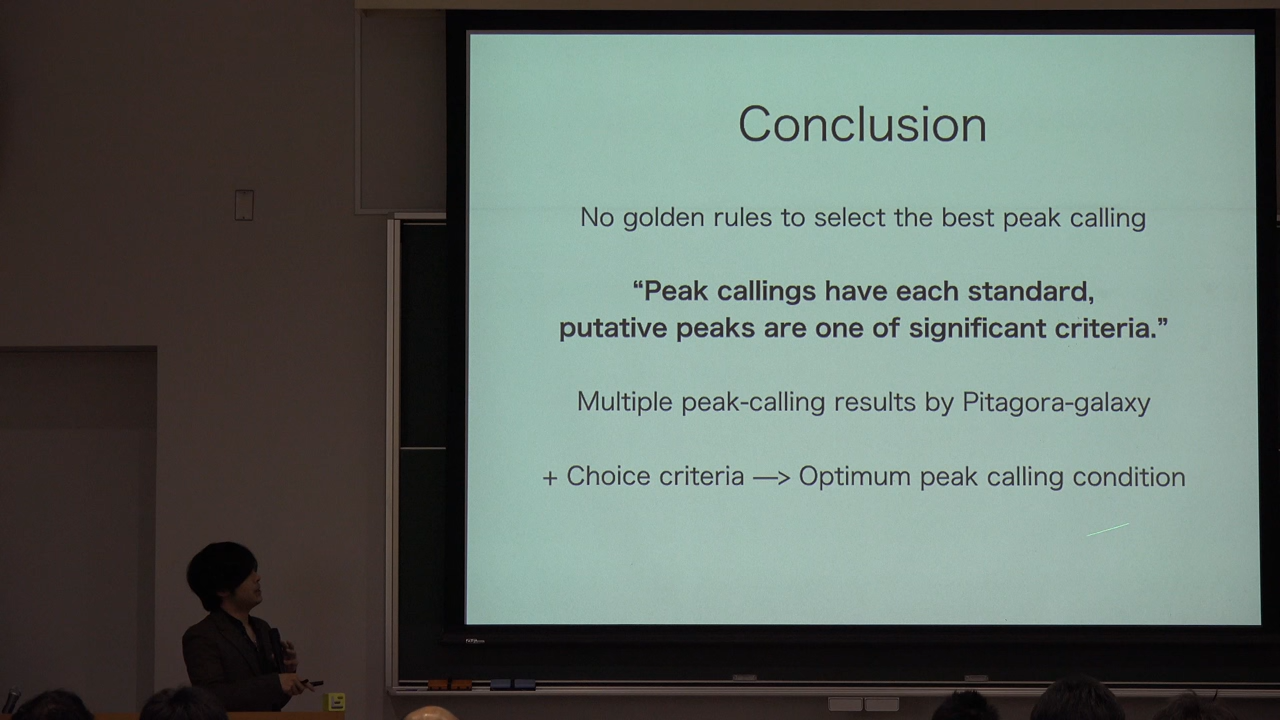 Conclusion
No golden rules to select the best peak calling
“Peak callings have each standard,
putative peaks are one of significant criteria.”
Multiple peak-calling results by Pitagora-galaxy
+ Choice criteria —> Optimum peak calling condition